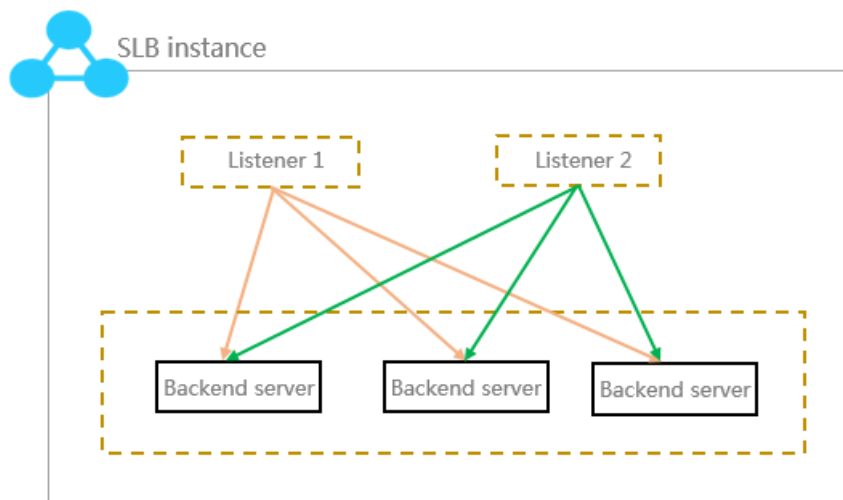 SLB instance
Listener 1
Listener 2
Backend server
Backend server
Backend server